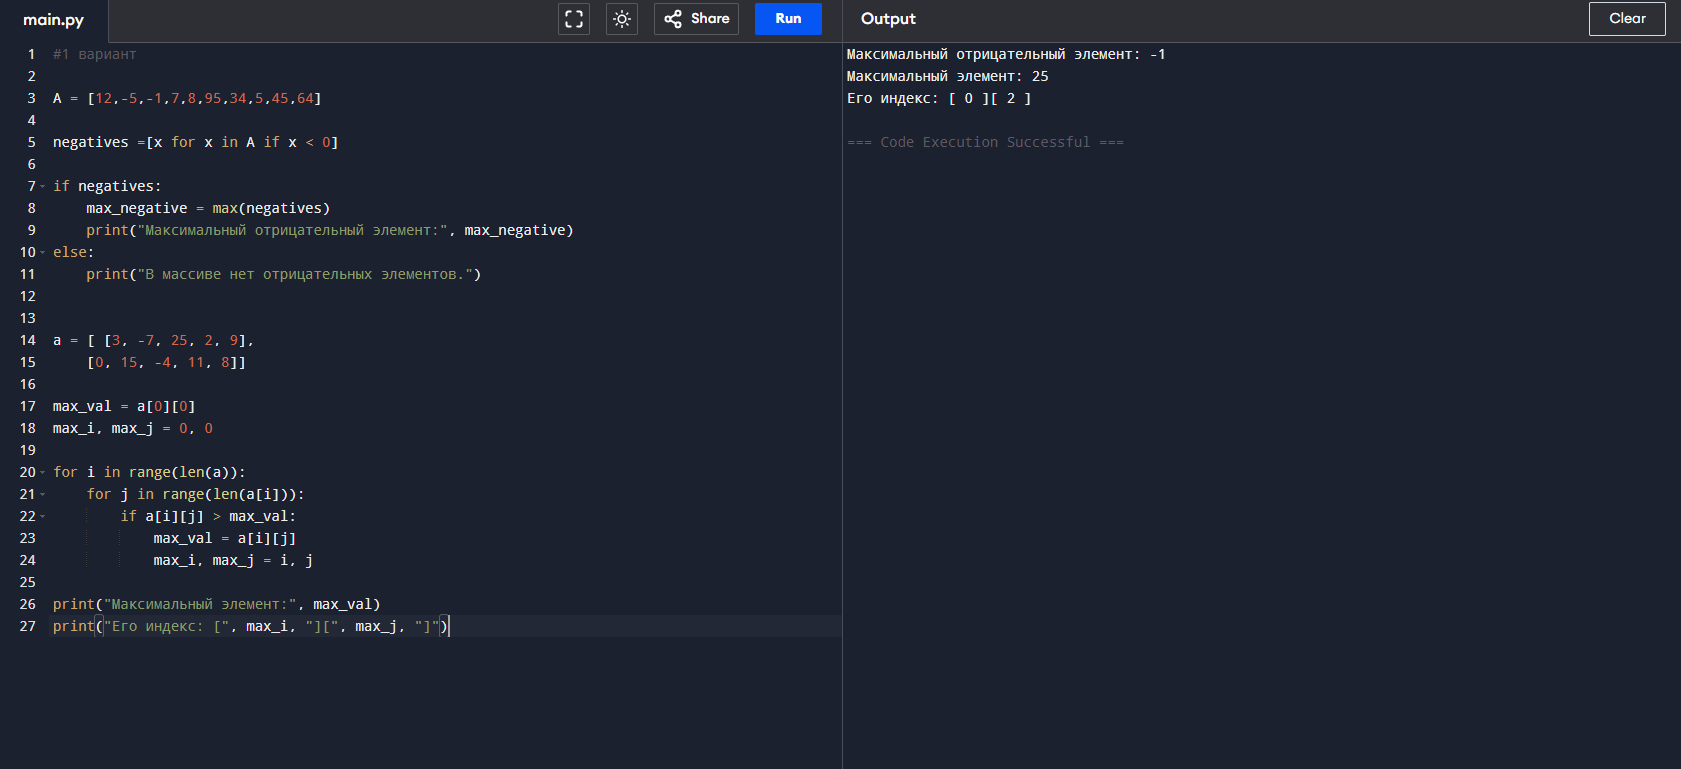 main.py
Share
Run
Output
Clear
1 #1 вариант
2
3 A = [12,-5,-1,7,8,95,34,5,45,64]
4
5 negatives =[x for x in A if x < 0]
6
7 if negatives:
8     max_negative = max(negatives)
9     print("Максимальный отрицательный элемент:", max_negative)
10 else:
11     print("В массиве нет отрицательных элементов.")
12
13
14 a = [ [3, -7, 25, 2, 9],
15     [0, 15, -4, 11, 8]]
16
17 max_val = a[0][0]
18 max_i, max_j = 0, 0
19
20 for i in range(len(a)):
21     for j in range(len(a[i])):
22         if a[i][j] > max_val:
23             max_val = a[i][j]
24             max_i, max_j = i, j
25
26 print("Максимальный элемент:", max_val)
27 print("Его индекс: [", max_i, "][", max_j, "]")
Максимальный отрицательный элемент: -1
Максимальный элемент: 25
Его индекс: [ 0 ][ 2 ]
=== Code Execution Successful ===